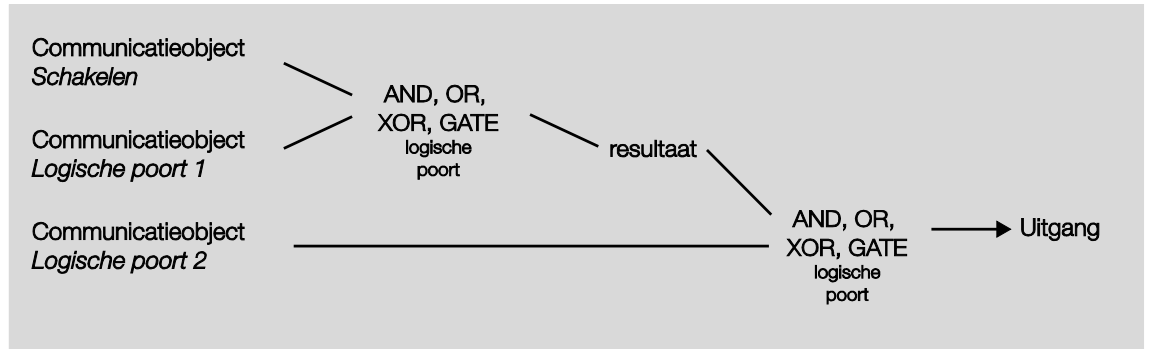 Communicatieobject
Schakelen
Communicatieobject
Logische poort 1
Communicatieobject
Logische poort 2
AND, OR,
XOR, GATE
logische
poort
resultaat
AND, OR,
XOR, GATE
logische
poort
Uitgang